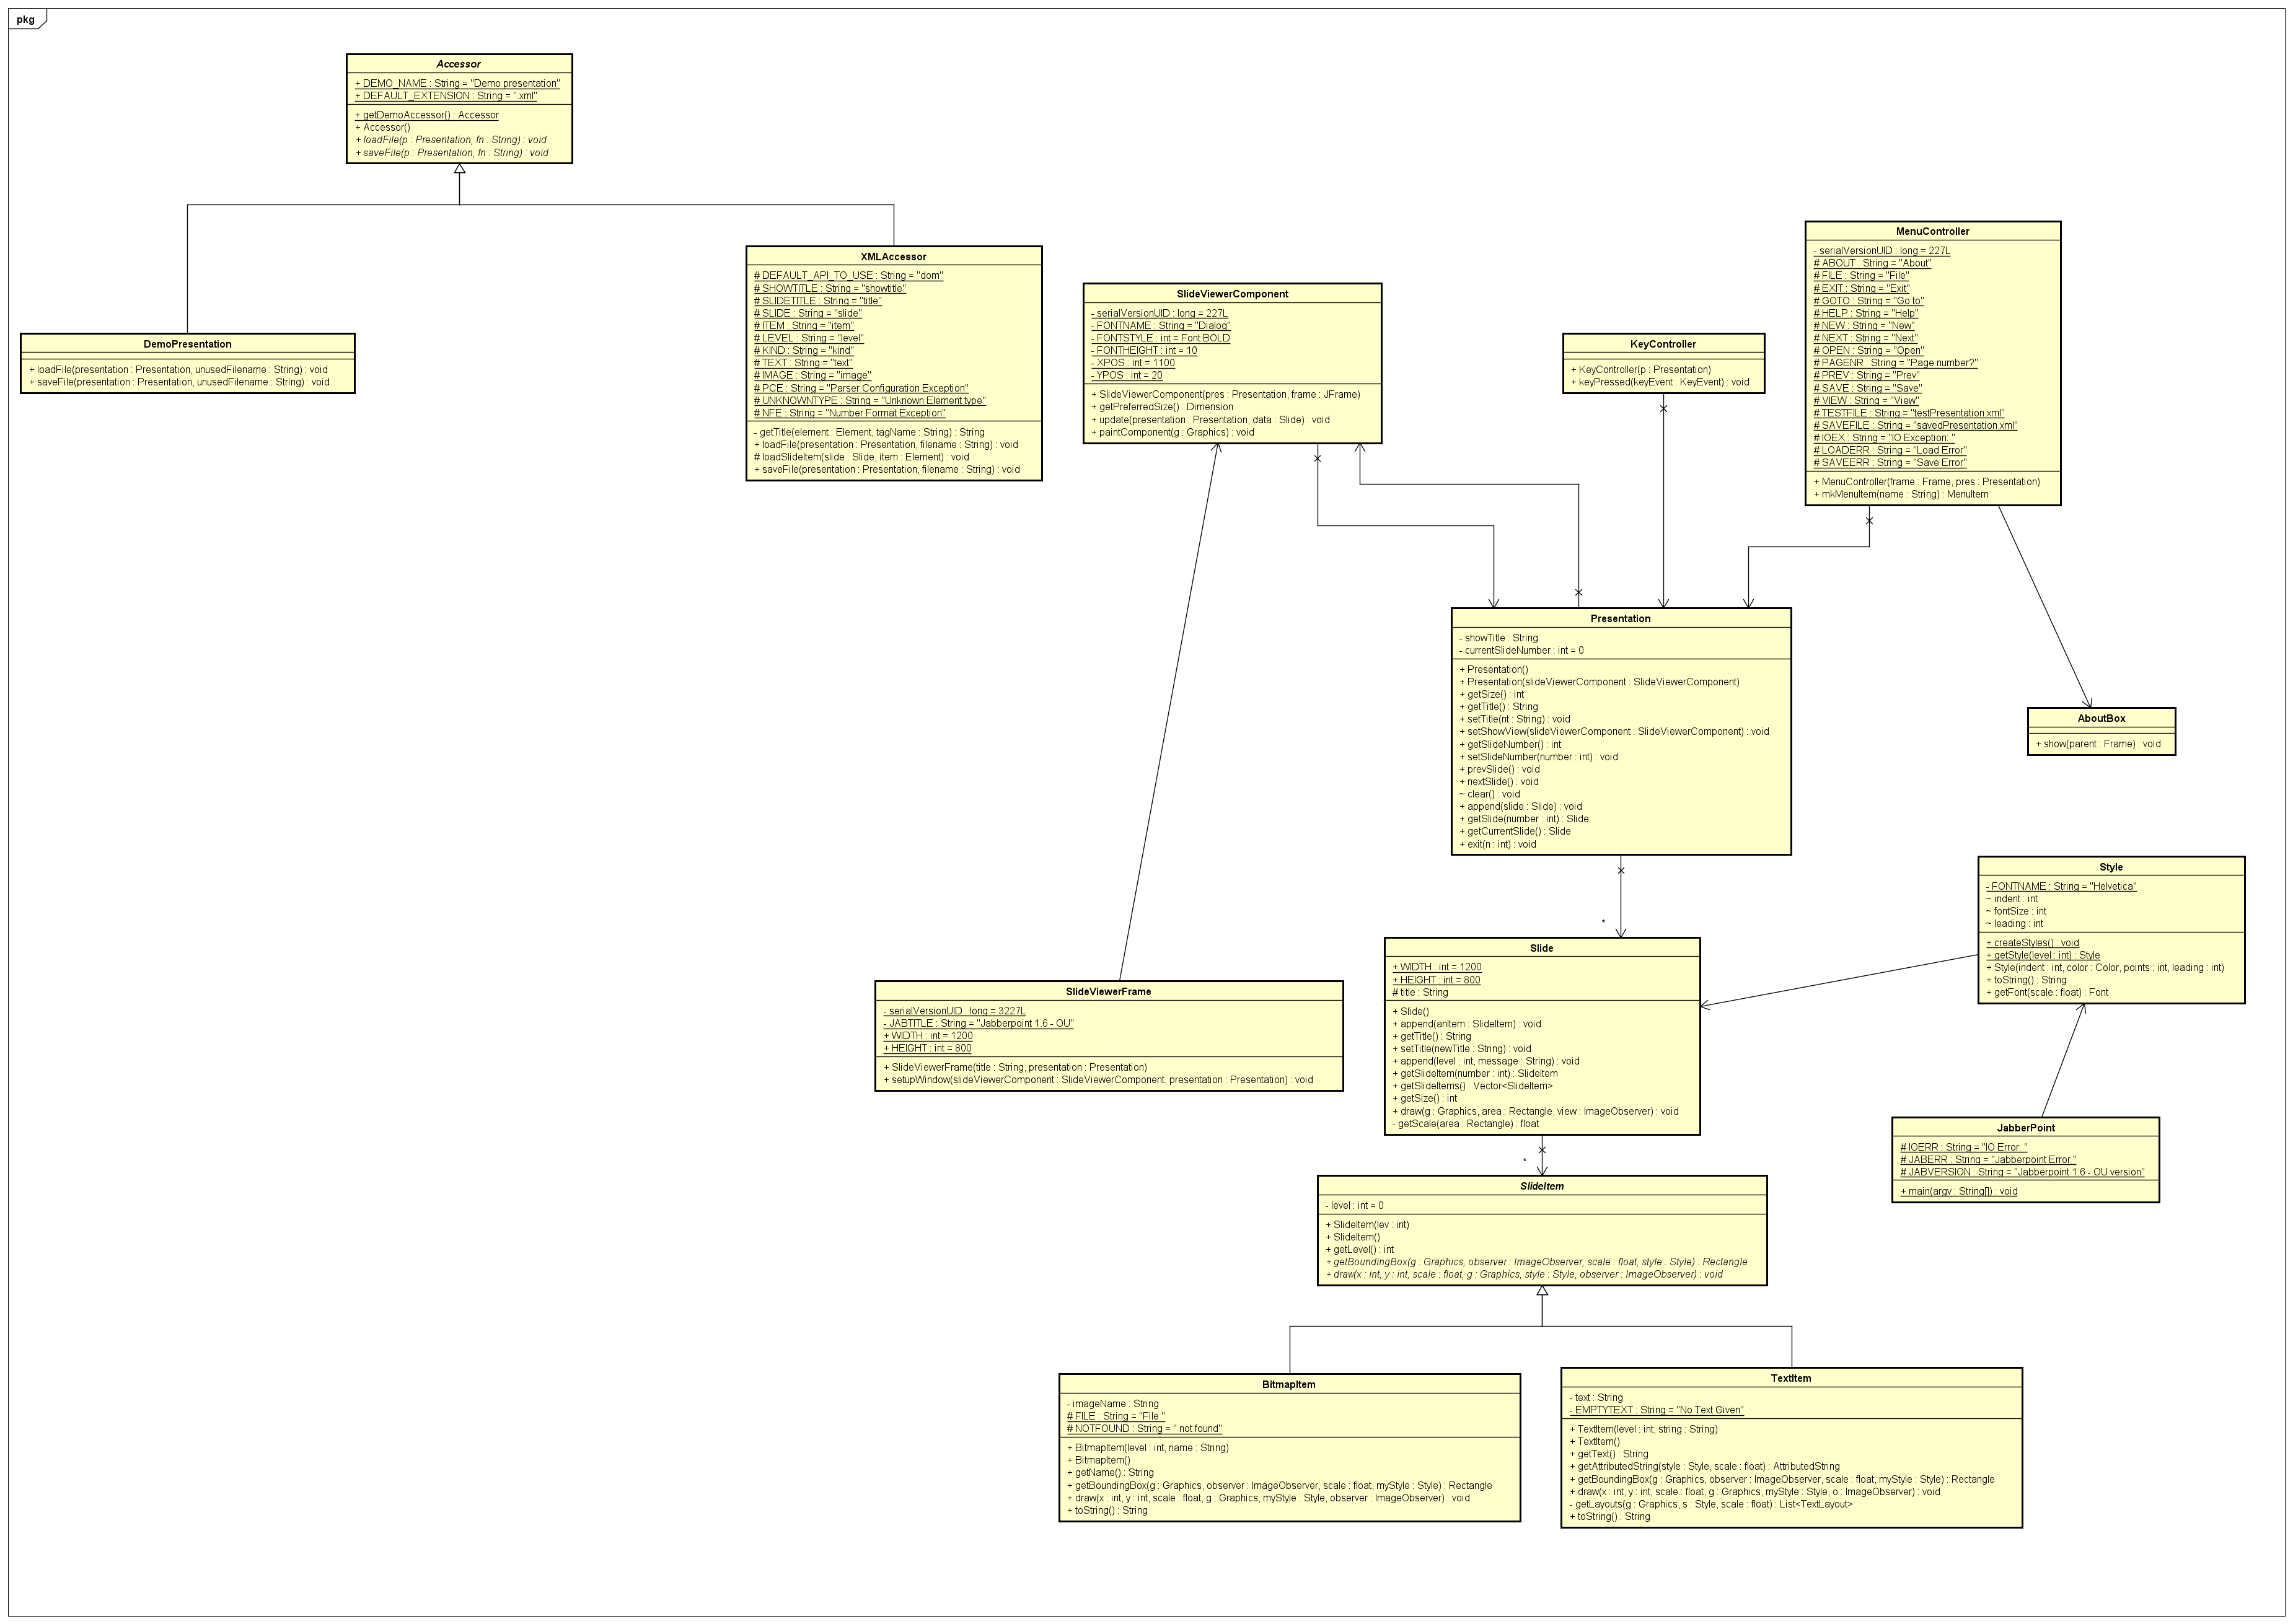 pkg
Accessor
+ DEMO_NAME : String = "Demo presentation"
+ DEFAULT_EXTENSION : String = ".xml"
+ getDemoAccessor() : Accessor
+ Accessor()
+ loadFile(p : Presentation, fn : String) : void
+ saveFile(p : Presentation, fn : String) : void
DemoPresentation
+ loadFile(presentation : Presentation, unusedFilename : String) : void
+ saveFile(presentation : Presentation, unusedFilename : String) : void
XMLAccessor
# DEFAULT_API_TO_USE : String = "dom"
# SHOWTITLE : String = "showtitle"
# SLIDETITLE : String = "title"
# SLIDE : String = "slide"
# ITEM : String = "item"
# LEVEL : String = "level"
# KIND : String = "kind"
# TEXT : String = "text"
# IMAGE : String = "image"
# PCE : String = "Parser Configuration Exception"
# UNKNOWNTYPE : String = "Unknown Element type"
# NFE : String = "Number Format Exception"
- getTitle(element : Element, tagName : String) : String
+ loadFile(presentation : Presentation, filename : String) : void
# loadSlideItem(slide : Slide, item : Element) : void
+ saveFile(presentation : Presentation, filename : String) : void
SlideViewerComponent
- serialVersionUID : long = 227L
- FONTNAME : String = "Dialog"
- FONTSTYLE : int = Font.BOLD
- FONTHEIGHT : int = 10
- XPOS : int = 1100
- YPOS : int = 20
+ SlideViewerComponent(pres : Presentation, frame : JFrame)
+ getPreferredSize() : Dimension
+ update(presentation : Presentation, data : Slide) : void
+ paintComponent(g : Graphics) : void
KeyController
+ KeyController(p : Presentation)
+ keyPressed(keyEvent : KeyEvent) : void
MenuController
- serialVersionUID : long = 227L
# ABOUT : String = "About"
# FILE : String = "File"
# EXIT : String = "Exit"
# GOTO : String = "Go to"
# HELP : String = "Help"
# NEW : String = "New"
# NEXT : String = "Next"
# OPEN : String = "Open"
# PAGENR : String = "Page number?"
# PREV : String = "Prev"
# SAVE : String = "Save"
# VIEW : String = "View"
# TESTFILE : String = "testPresentation.xml"
# SAVEFILE : String = "savedPresentation.xml"
# IOEX : String = "IO Exception: "
# LOADERR : String = "Load Error"
# SAVEERR : String = "Save Error"
+ MenuController(frame : Frame, pres : Presentation)
+ mkMenuItem(name : String) : MenuItem
Presentation
- showTitle : String
- currentSlideNumber : int = 0
+ Presentation()
+ Presentation(slideViewerComponent : SlideViewerComponent)
+ getSize() : int
+ getTitle() : String
+ setTitle(nt : String) : void
+ setShowView(slideViewerComponent : SlideViewerComponent) : void
+ getSlideNumber() : int
+ setSlideNumber(number : int) : void
+ prevSlide() : void
+ nextSlide() : void
~ clear() : void
+ append(slide : Slide) : void
+ getSlide(number : int) : Slide
+ getCurrentSlide() : Slide
+ exit(n : int) : void
AboutBox
+ show(parent : Frame) : void
Style
- FONTNAME : String = "Helvetica"
~ indent : int
~ fontSize : int
~ leading : int
+ createStyles() : void
+ getStyle(level : int) : Style
+ Style(indent : int, color : Color, points : int, leading : int)
+ toString() : String
+ getFont(scale : float) : Font
*
Slide
+ WIDTH : int = 1200
+ HEIGHT : int = 800
# title : String
+ Slide()
+ append(anItem : SlideItem) : void
+ getTitle() : String
+ setTitle(newTitle : String) : void
+ append(level : int, message : String) : void
+ getSlideItem(number : int) : SlideItem
+ getSlideItems() : Vector<SlideItem>
+ getSize() : int
+ draw(g : Graphics, area : Rectangle, view : ImageObserver) : void
- getScale(area : Rectangle) : float
SlideViewerFrame
- serialVersionUID : long = 3227L
- JABTITLE : String = "Jabberpoint 1.6 - OU"
+ WIDTH : int = 1200
+ HEIGHT : int = 800
+ SlideViewerFrame(title : String, presentation : Presentation)
+ setupWindow(slideViewerComponent : SlideViewerComponent, presentation : Presentation) : void
JabberPoint
# IOERR : String = "IO Error: "
# JABERR : String = "Jabberpoint Error "
# JABVERSION : String = "Jabberpoint 1.6 - OU version"
+ main(argv : String[]) : void
*
SlideItem
- level : int = 0
+ SlideItem(lev : int)
+ SlideItem()
+ getLevel() : int
+ getBoundingBox(g : Graphics, observer : ImageObserver, scale : float, style : Style) : Rectangle
+ draw(x : int, y : int, scale : float, g : Graphics, style : Style, observer : ImageObserver) : void
BitmapItem
- imageName : String
# FILE : String = "File "
# NOTFOUND : String = " not found"
+ BitmapItem(level : int, name : String)
+ BitmapItem()
+ getName() : String
+ getBoundingBox(g : Graphics, observer : ImageObserver, scale : float, myStyle : Style) : Rectangle
+ draw(x : int, y : int, scale : float, g : Graphics, myStyle : Style, observer : ImageObserver) : void
+ toString() : String
TextItem
- text : String
- EMPTYTEXT : String = "No Text Given"
+ TextItem(level : int, string : String)
+ TextItem()
+ getText() : String
+ getAttributedString(style : Style, scale : float) : AttributedString
+ getBoundingBox(g : Graphics, observer : ImageObserver, scale : float, myStyle : Style) : Rectangle
+ draw(x : int, y : int, scale : float, g : Graphics, myStyle : Style, o : ImageObserver) : void
- getLayouts(g : Graphics, s : Style, scale : float) : List<TextLayout>
+ toString() : String